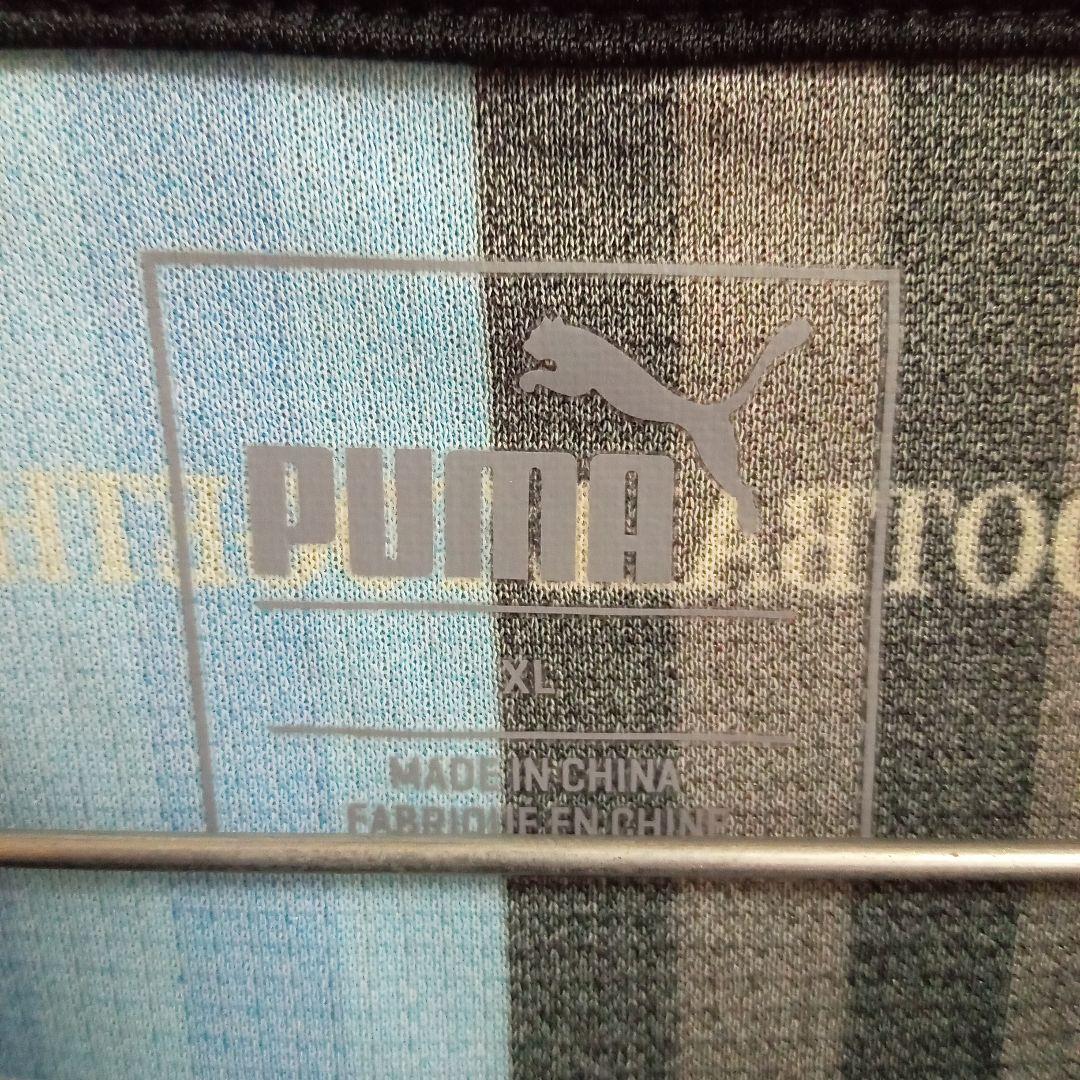 PUMA
XL
MADE IN CHINA
FABRIQUÉ EN CHINE